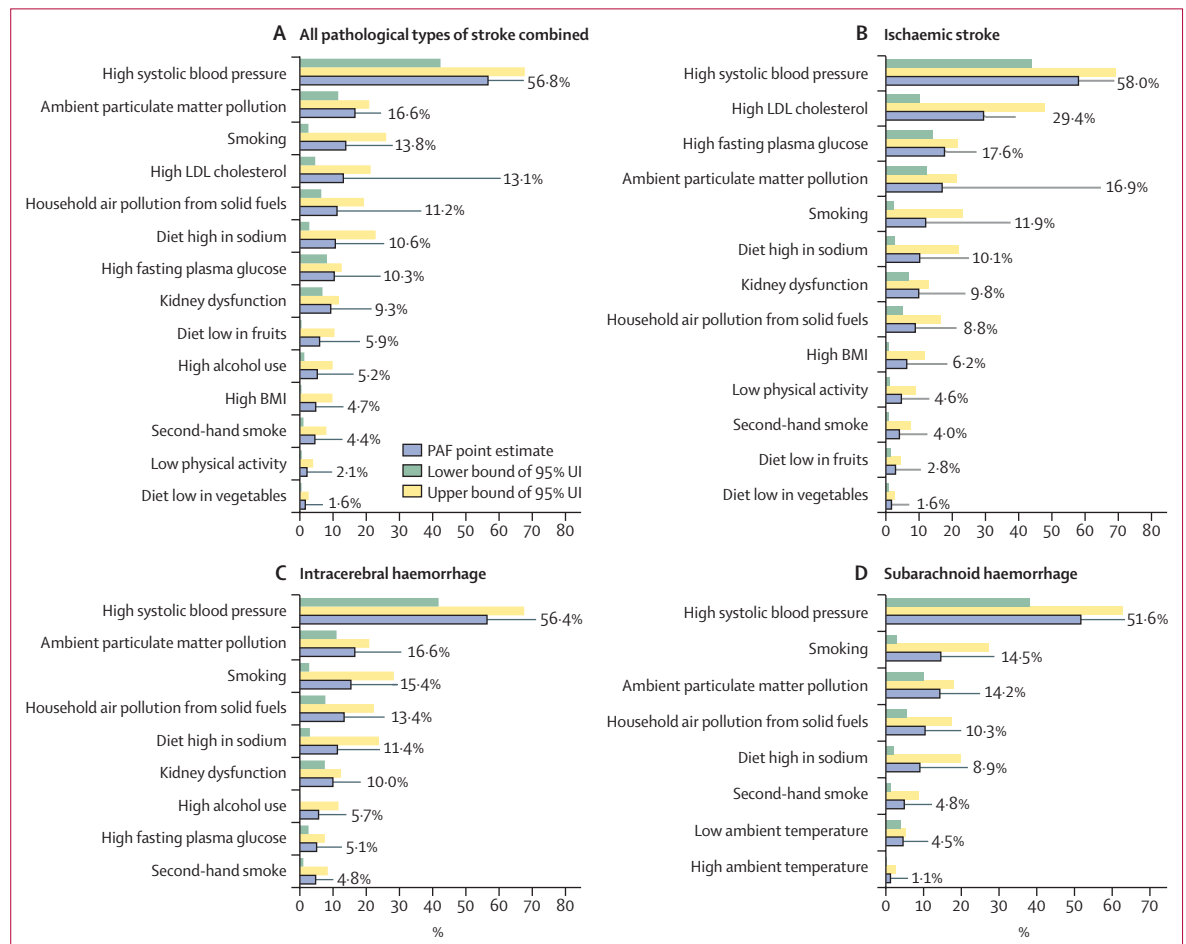 A All pathological types of stroke combined
High systolic blood pressure 56·8%
Ambient particulate matter pollution 16·6%
Smoking 13·8%
High LDL cholesterol 13·1%
Household air pollution from solid fuels 11·2%
Diet high in sodium 10·6%
High fasting plasma glucose 10·3%
Kidney dysfunction 9·3%
Diet low in fruits 5·9%
High alcohol use 5·2%
High BMI 4·7%
Second-hand smoke 4·4%
Low physical activity 2·1%
Diet low in vegetables 1·6%
PAF point estimate
Lower bound of 95% UI
Upper bound of 95% UI
0 10 20 30 40 50 60 70 80
B Ischaemic stroke
High systolic blood pressure 58·0%
High LDL cholesterol 29·4%
High fasting plasma glucose 17·6%
Ambient particulate matter pollution 16·9%
Smoking 11·9%
Diet high in sodium 10·1%
Kidney dysfunction 9·8%
Household air pollution from solid fuels 8·8%
High BMI 6·2%
Low physical activity 4·6%
Second-hand smoke 4·0%
Diet low in fruits 2·8%
Diet low in vegetables 1·6%
0 10 20 30 40 50 60 70 80
C Intracerebral haemorrhage
High systolic blood pressure 56·4%
Ambient particulate matter pollution 16·6%
Smoking 15·4%
Household air pollution from solid fuels 13·4%
Diet high in sodium 11·4%
Kidney dysfunction 10·0%
High alcohol use 5·7%
High fasting plasma glucose 5·1%
Second-hand smoke 4·8%
0 10 20 30 40 50 60 70 80
%
D Subarachnoid haemorrhage
High systolic blood pressure 51·6%
Smoking 14·5%
Ambient particulate matter pollution 14·2%
Household air pollution from solid fuels 10·3%
Diet high in sodium 8·9%
Second-hand smoke 4·8%
Low ambient temperature 4·5%
High ambient temperature 1·1%
0 10 20 30 40 50 60 70
%